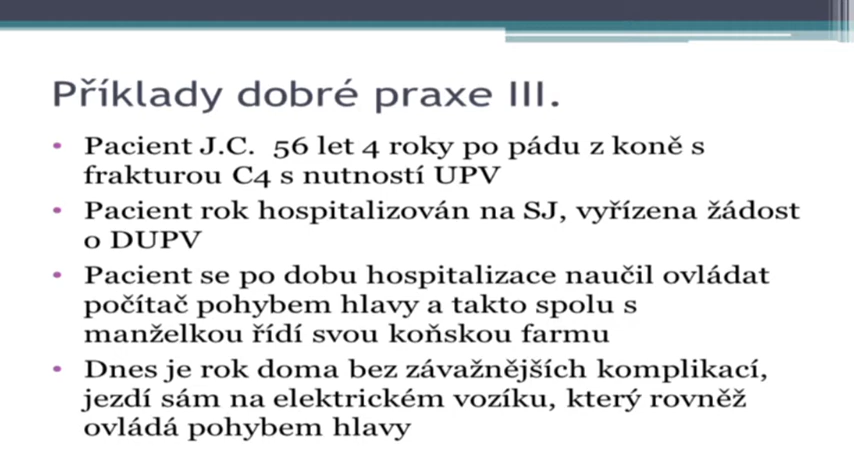 Příklady dobré praxe III.
• Pacient J.C. 56 let 4 roky po pádu z koně s
frakturou C4 s nutností UPV
• Pacient rok hospitalizován na SJ, vyřízena žádost
o DUPV
• Pacient se po dobu hospitalizace naučil ovládat
počítač pohybem hlavy a takto spolu s
manželkou řídí svou koňskou farmu
• Dnes je rok doma bez závažnějších komplikací,
jezdí sám na elektrickém vozíku, který rovněž
ovládá pohybem hlavy